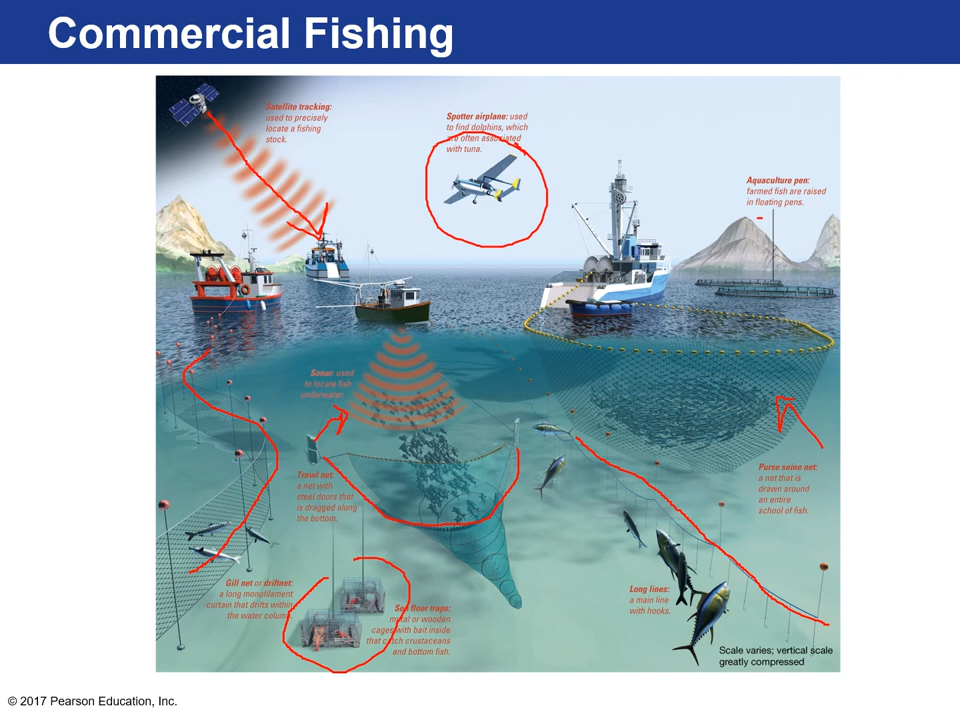 Commercial Fishing
Satellite tracking:
used to precisely
locate a fishing
stock.
Spotter airplane: used
to find dolphins, which
are often associated
with tuna.
Aquaculture pen:
farmed fish are raised
in floating pens.
Sonar: used
to locate fish
underwater.
Trawl net:
a net with
steel doors that
is dragged along
the bottom.
Purse seine net:
a net that is
drawn around
an entire
school of fish.
Gill net or driftnet:
a long monofilament
curtain that drifts within
the water column.
Sea floor traps:
metal or wooden
cages with bait inside
that catch crustaceans
and bottom fish.
Long lines:
a main line
with hooks.
Scale varies; vertical scale
greatly compressed
© 2017 Pearson Education, Inc.